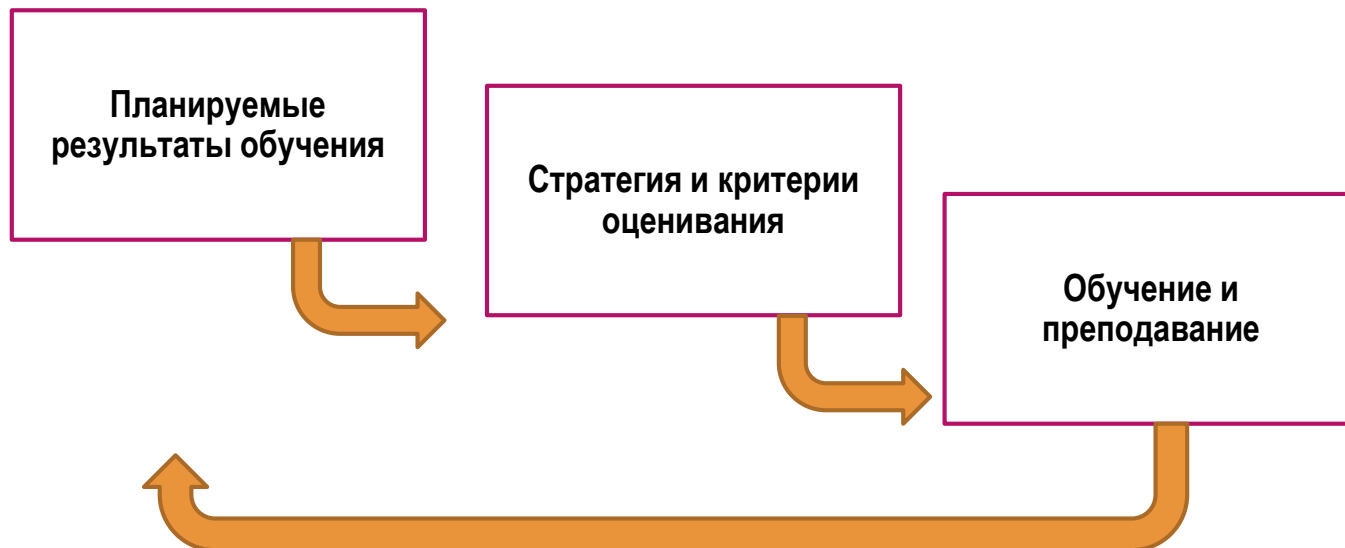 Планируемые
результаты обучения
Стратегия и критерии
оценивания
Обучение и
преподавание